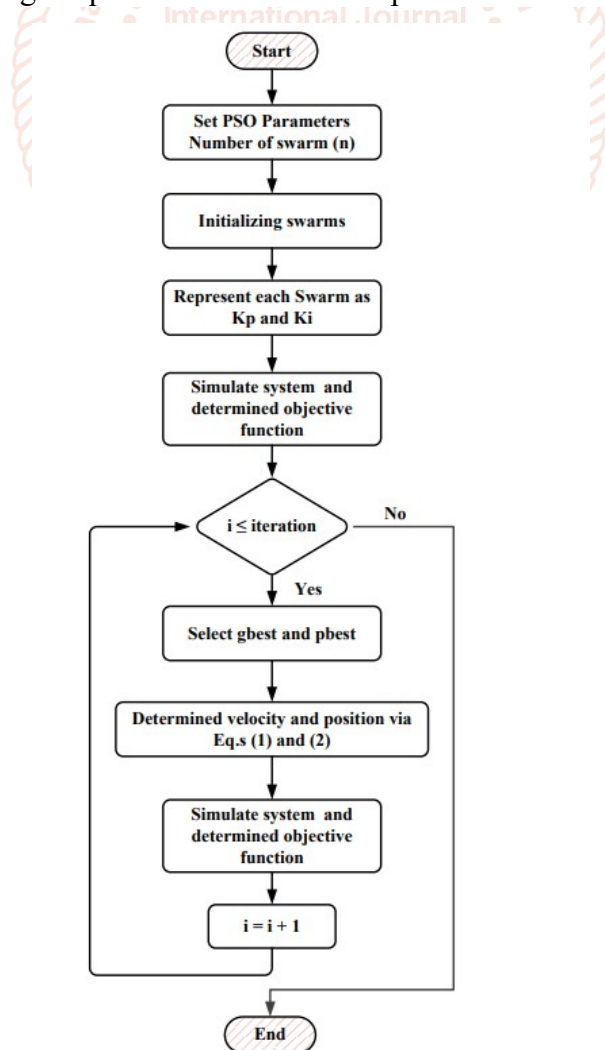 International Journal
Start
Set PSO Parameters
Number of swarm (n)
Initializing swarms
Represent each Swarm as
Kp and Ki
Simulate system and
determined objective
function
i ≤ iteration
No
Yes
Select gbest and pbest
Determined velocity and position via
Eq.s (1) and (2)
Simulate system and
determined objective
function
i = i + 1
End